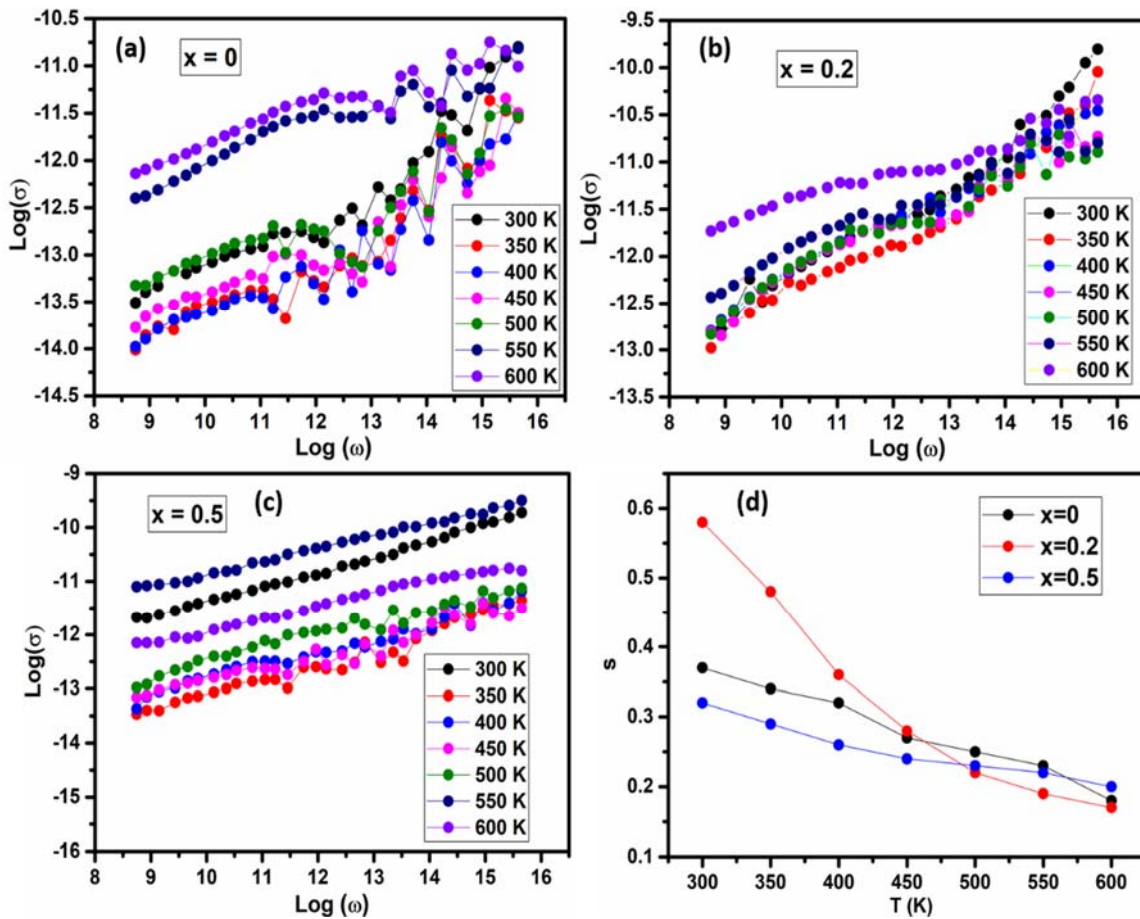 (a)
x = 0
Log(σ)
-10.5
-11.0
-11.5
-12.0
-12.5
-13.0
-13.5
-14.0
-14.5
300 K
350 K
400 K
450 K
500 K
550 K
600 K
8 9 10 11 12 13 14 15 16
Log (ω)
(b)
x = 0.2
Log(σ)
-9.5
-10.0
-10.5
-11.0
-11.5
-12.0
-12.5
-13.0
-13.5
300 K
350 K
400 K
450 K
500 K
550 K
600 K
8 9 10 11 12 13 14 15 16
Log (ω)
(c)
x = 0.5
Log(σ)
-9
-10
-11
-12
-13
-14
-15
-16
300 K
350 K
400 K
450 K
500 K
550 K
600 K
8 9 10 11 12 13 14 15 16
Log (ω)
(d)
s
0.6
0.5
0.4
0.3
0.2
0.1
x=0
x=0.2
x=0.5
300 350 400 450 500 550 600
T (K)